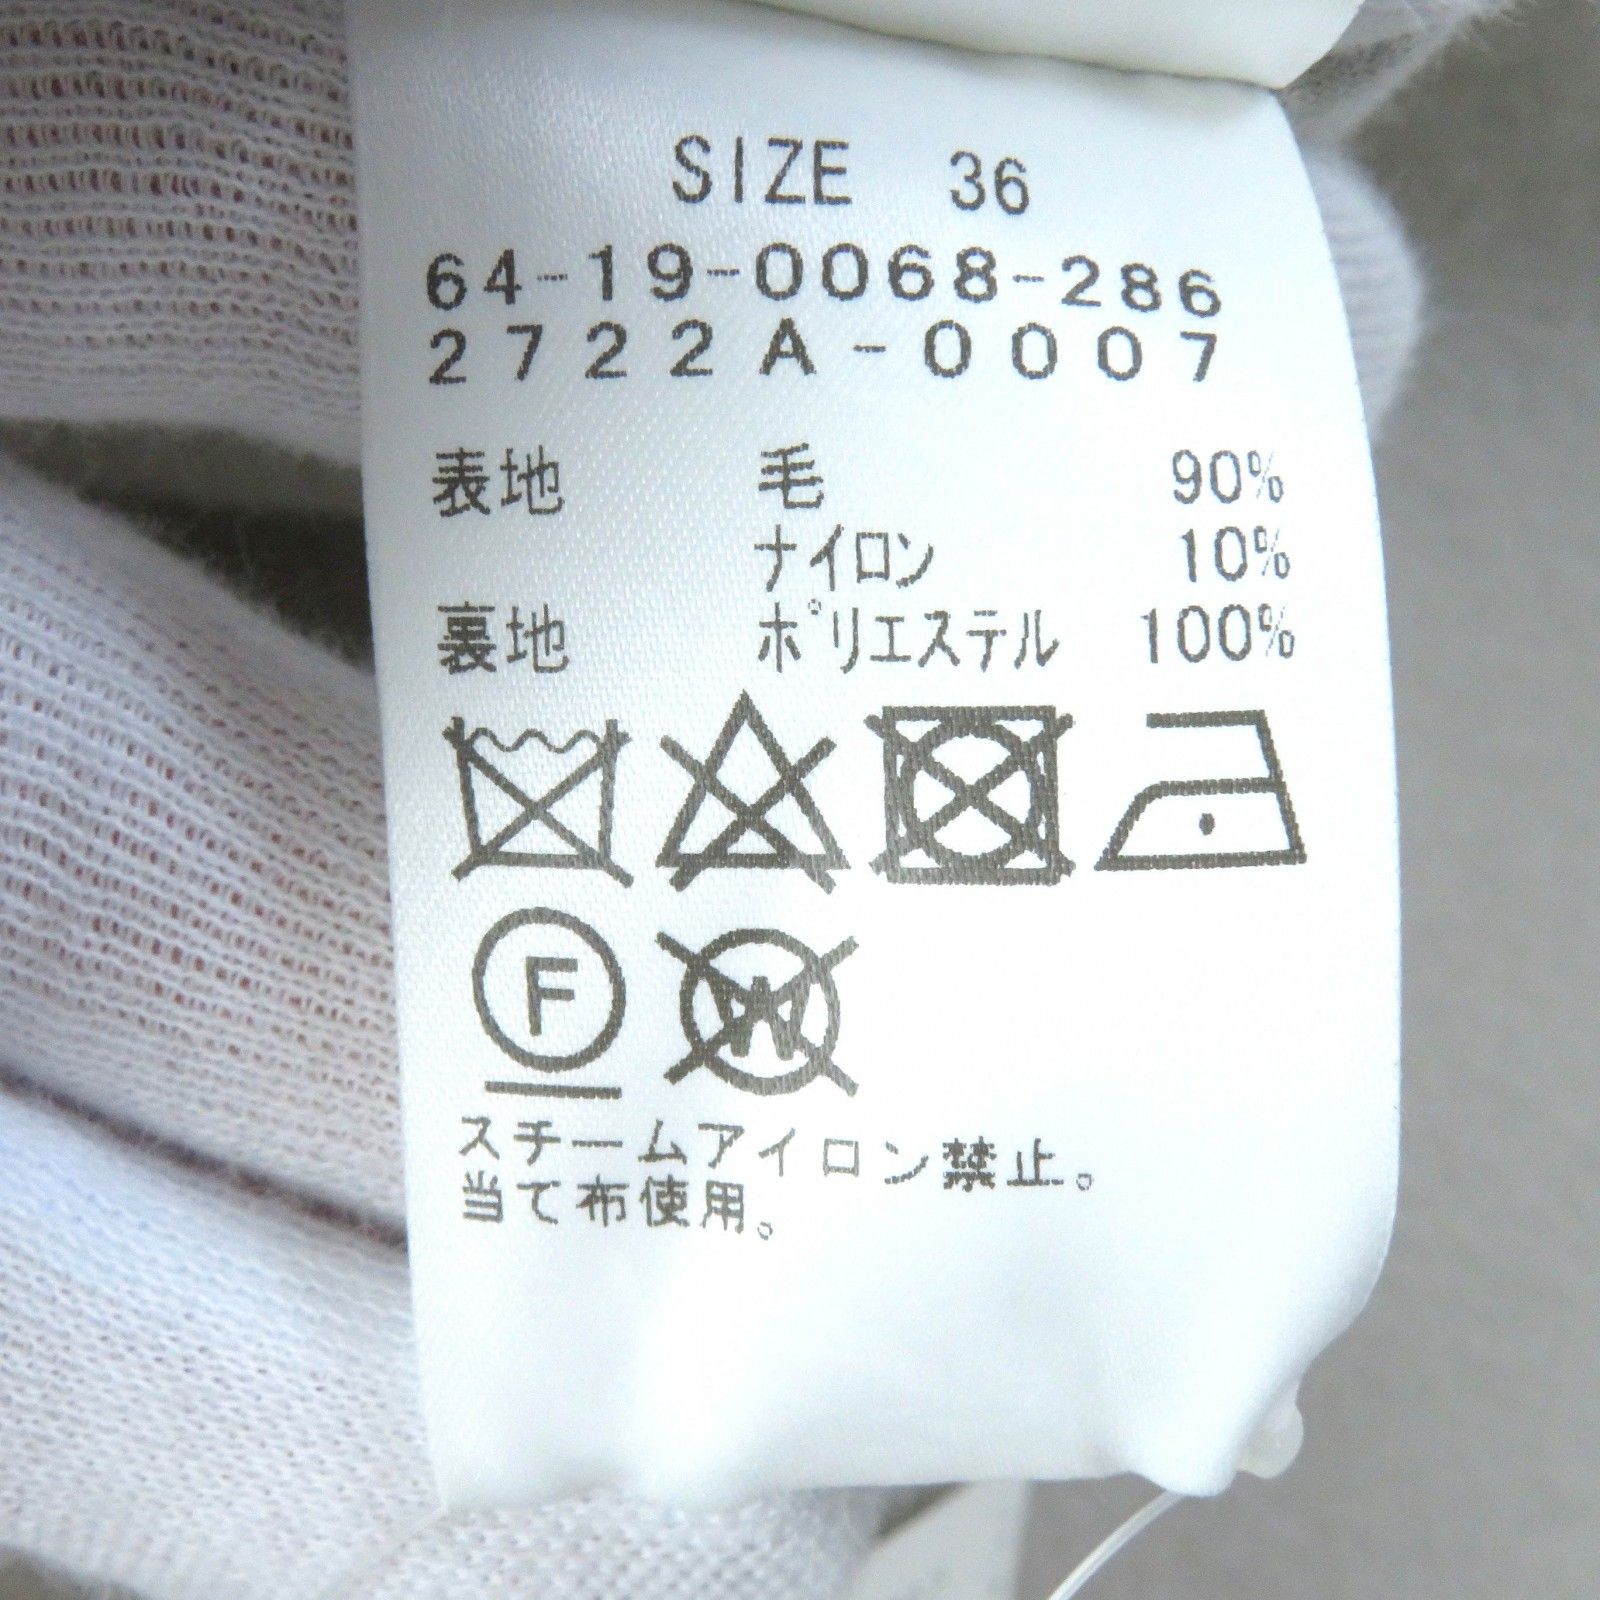 SIZE 36
64-19-0068-286
2722A-0007
表地 毛 90%
ナイロン 10%
裏地 ポリエステル 100%
F W
スチームアイロン禁止。
当て布使用。